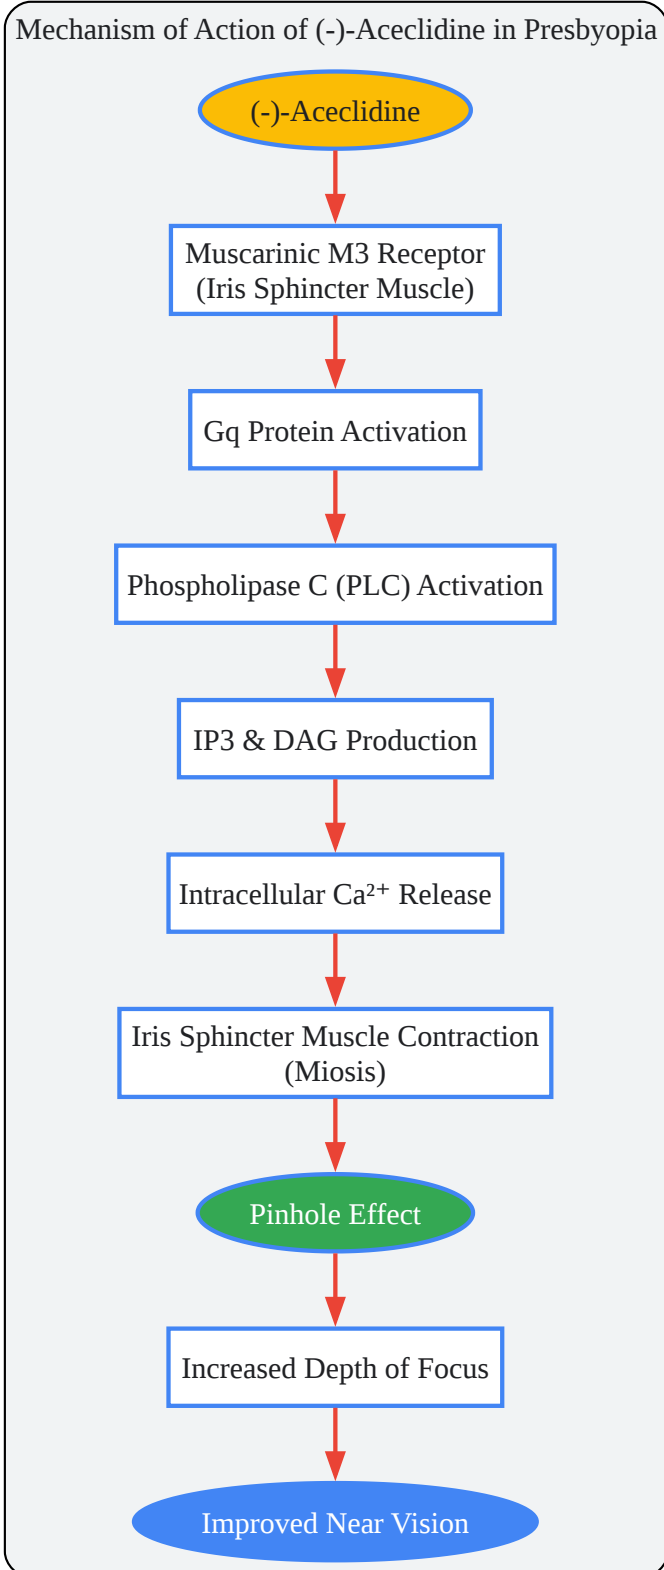 Mechanism of Action of (-)-Aceclidine in Presbyopia
(-)-Aceclidine
Muscarinic M3 Receptor
(Iris Sphincter Muscle)
Gq Protein Activation
Phospholipase C (PLC) Activation
IP3 & DAG Production
Intracellular Ca²⁺ Release
Iris Sphincter Muscle Contraction
(Miosis)
Pinhole Effect
Increased Depth of Focus
Improved Near Vision